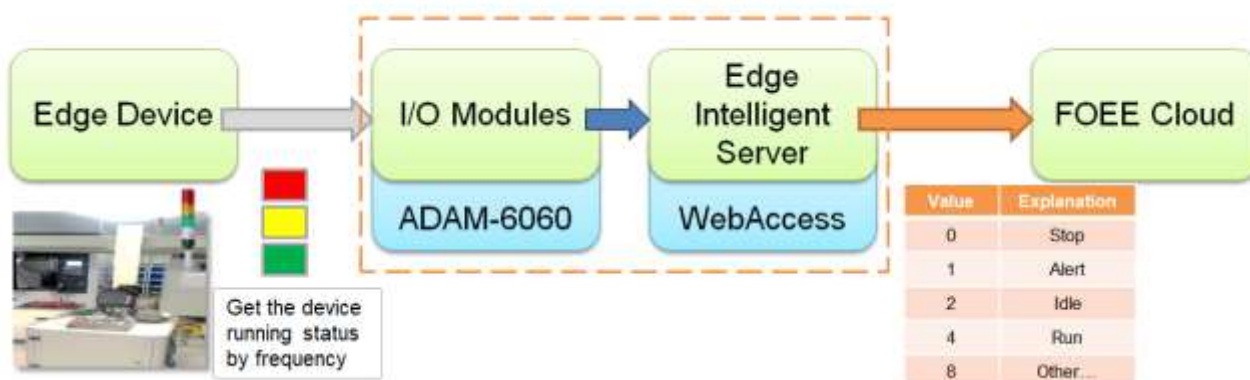 Edge Device
I/O Modules
ADAM-6060
Edge
Intelligent
Server
WebAccess
FOEE Cloud
Get the device
running status
by frequency
Value Explanation
0 Stop
1 Alert
2 Idle
4 Run
8 Other...